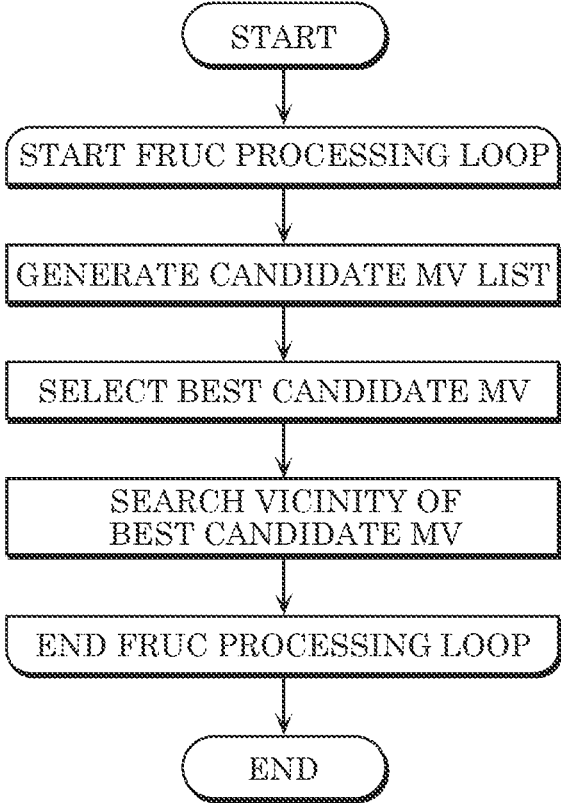 START
START FRUC PROCESSING LOOP
GENERATE CANDIDATE MV LIST
SELECT BEST CANDIDATE MV
SEARCH VICINITY OF
BEST CANDIDATE MV
END FRUC PROCESSING LOOP
END